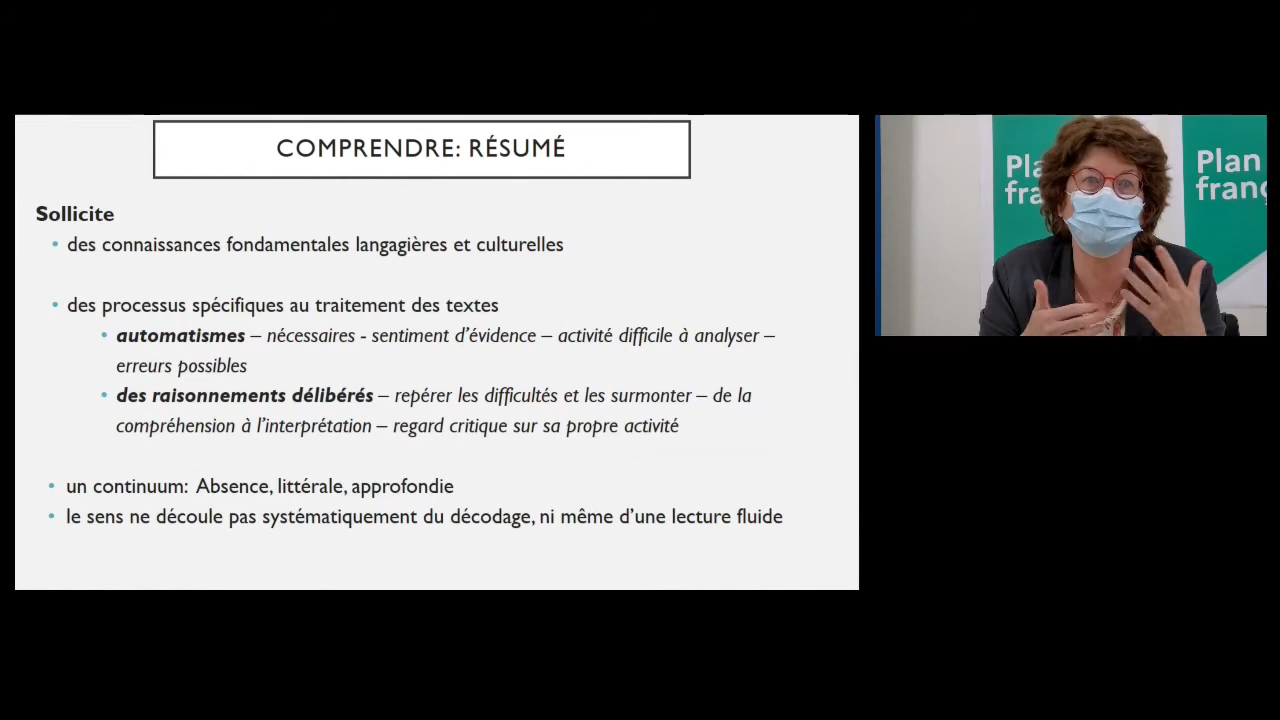 COMPRENDRE: RÉSUMÉ
Sollicite
• des connaissances fondamentales langagières et culturelles
• des processus spécifiques au traitement des textes
• automatismes – nécessaires - sentiment d'évidence – activité difficile à analyser –
erreurs possibles
• des raisonnements délibérés – repérer les difficultés et les surmonter – de la
compréhension à l'interprétation – regard critique sur sa propre activité
• un continuum: Absence, littérale, approfondie
• le sens ne découle pas systématiquement du décodage, ni même d'une lecture fluide
Pla
fra
Plan
franç